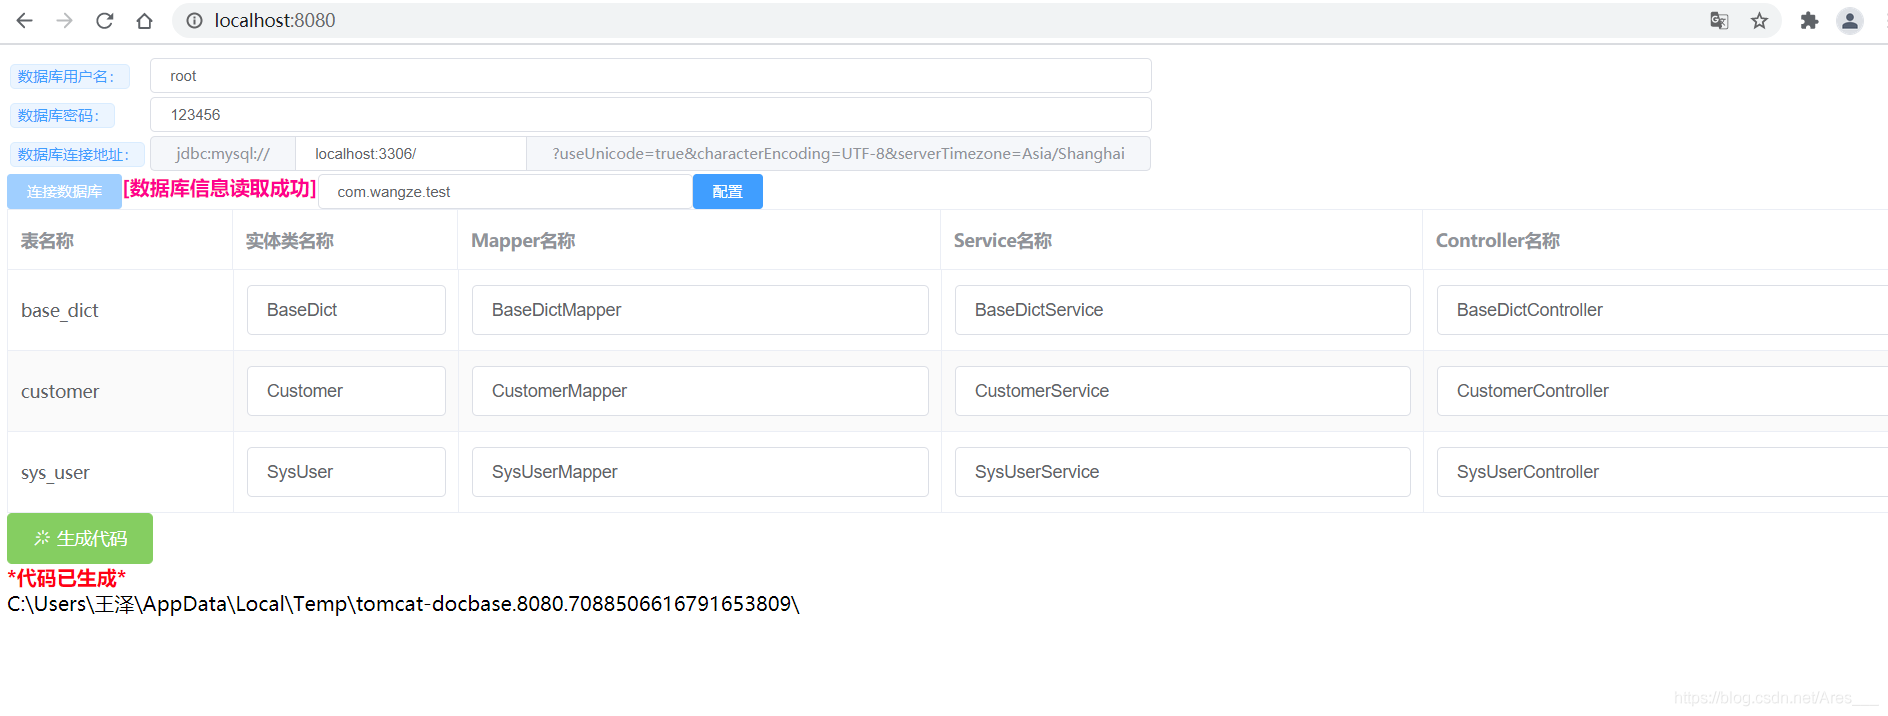 localhost:8080
数据库用户名： root
数据库密码： 123456
数据库连接地址： jdbc:mysql:// localhost:3306/ ?useUnicode=true&characterEncoding=UTF-8&serverTimezone=Asia/Shanghai
连接数据库 [数据库信息读取成功] com.wangze.test 配置
表名称 实体类名称 Mapper名称 Service名称 Controller名称
base_dict BaseDict BaseDictMapper BaseDictService BaseDictController
customer Customer CustomerMapper CustomerService CustomerController
sys_user SysUser SysUserMapper SysUserService SysUserController
生成代码
*代码已生成*
C:\Users\王泽\AppData\Local\Temp\tomcat-docbase.8080.7088506616791653809\
https://blog.csdn.net/Ares___